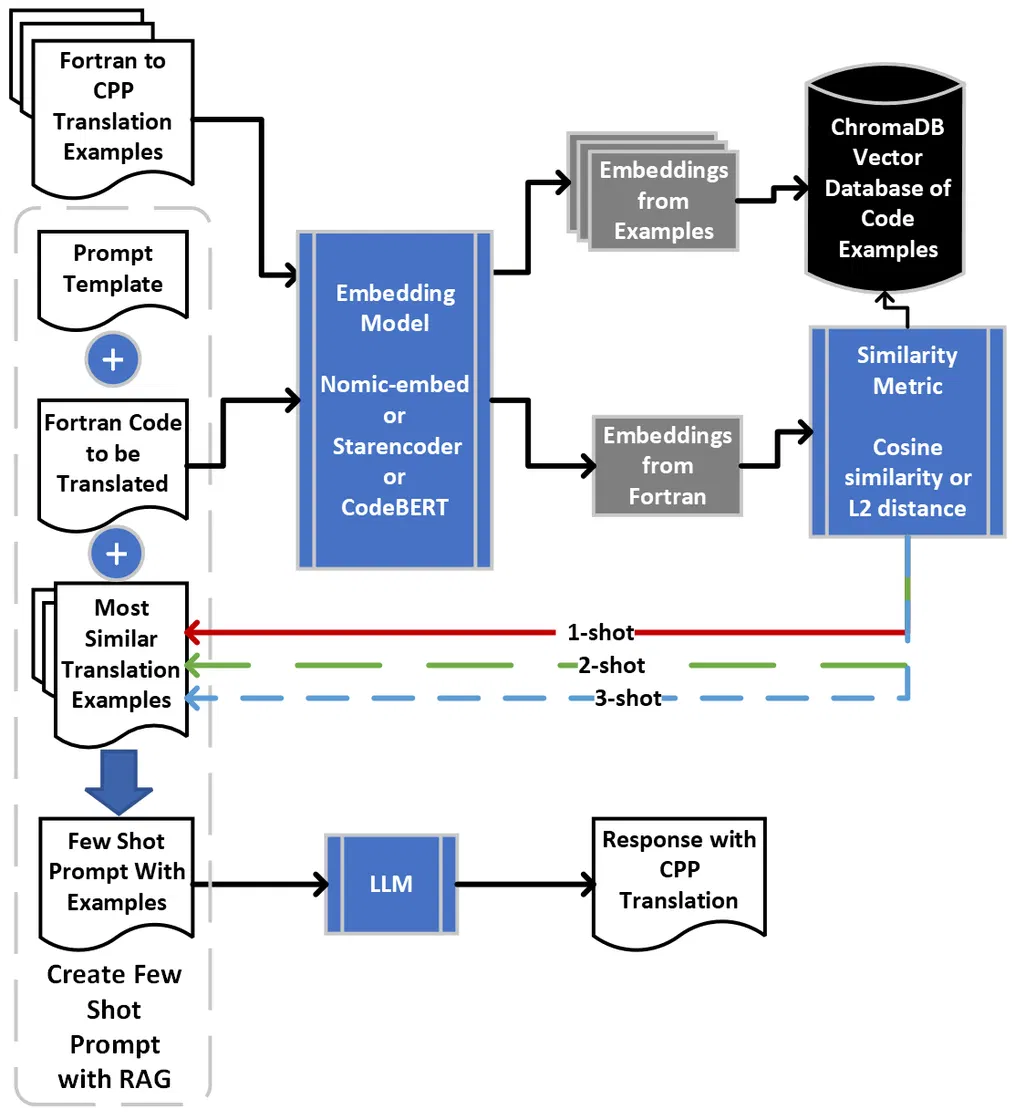 Fortran to
CPP
Translation
Examples
Prompt
Template
+
Fortran Code
to be
Translated
+
Most
Similar
Translation
Examples
Few Shot
Prompt With
Examples
Create Few
Shot
Prompt
with RAG
Embedding
Model
Nomic-embed
or
Starencoder
or
CodeBERT
Embeddings
from
Examples
ChromaDB
Vector
Database of
Code
Examples
Embeddings
from
Fortran
Similarity
Metric
Cosine
similarity or
L2 distance
1-shot
2-shot
3-shot
LLM
Response with
CPP
Translation